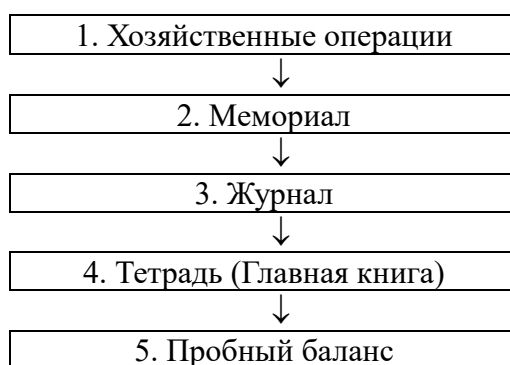 1. Хозяйственные операции
↓
2. Мемориал
↓
3. Журнал
↓
4. Тетрадь (Главная книга)
↓
5. Пробный баланс